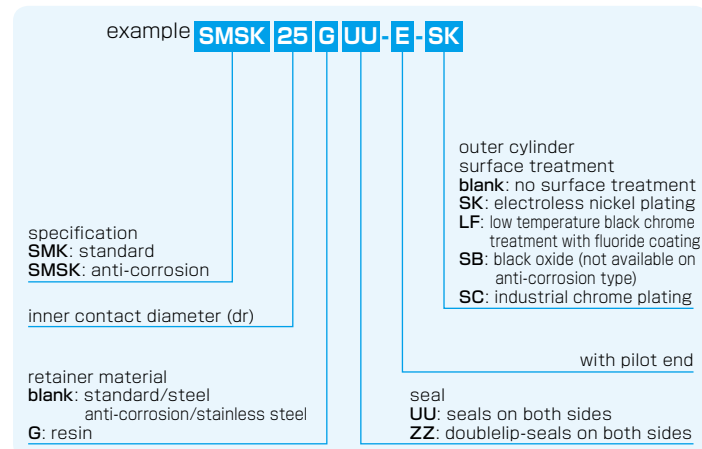 example SMSK 25 G UU - E - SK
specification
SMK: standard
SMSK: anti-corrosion
inner contact diameter (dr)
retainer material
blank: standard/steel
anti-corrosion/stainless steel
G: resin
outer cylinder
surface treatment
blank: no surface treatment
SK: electroless nickel plating
LF: low temperature black chrome
treatment with fluoride coating
SB: black oxide (not available on
anti-corrosion type)
SC: industrial chrome plating
with pilot end
seal
UU: seals on both sides
ZZ: doublelip-seals on both sides